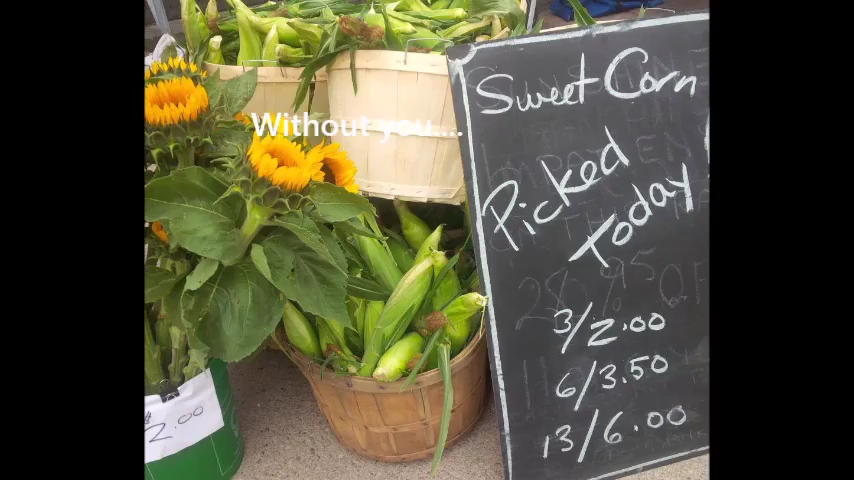 Without you....
Sweet Corn
Picked
Today
3/2.00
6/3.50
13/6.00
$
2.00